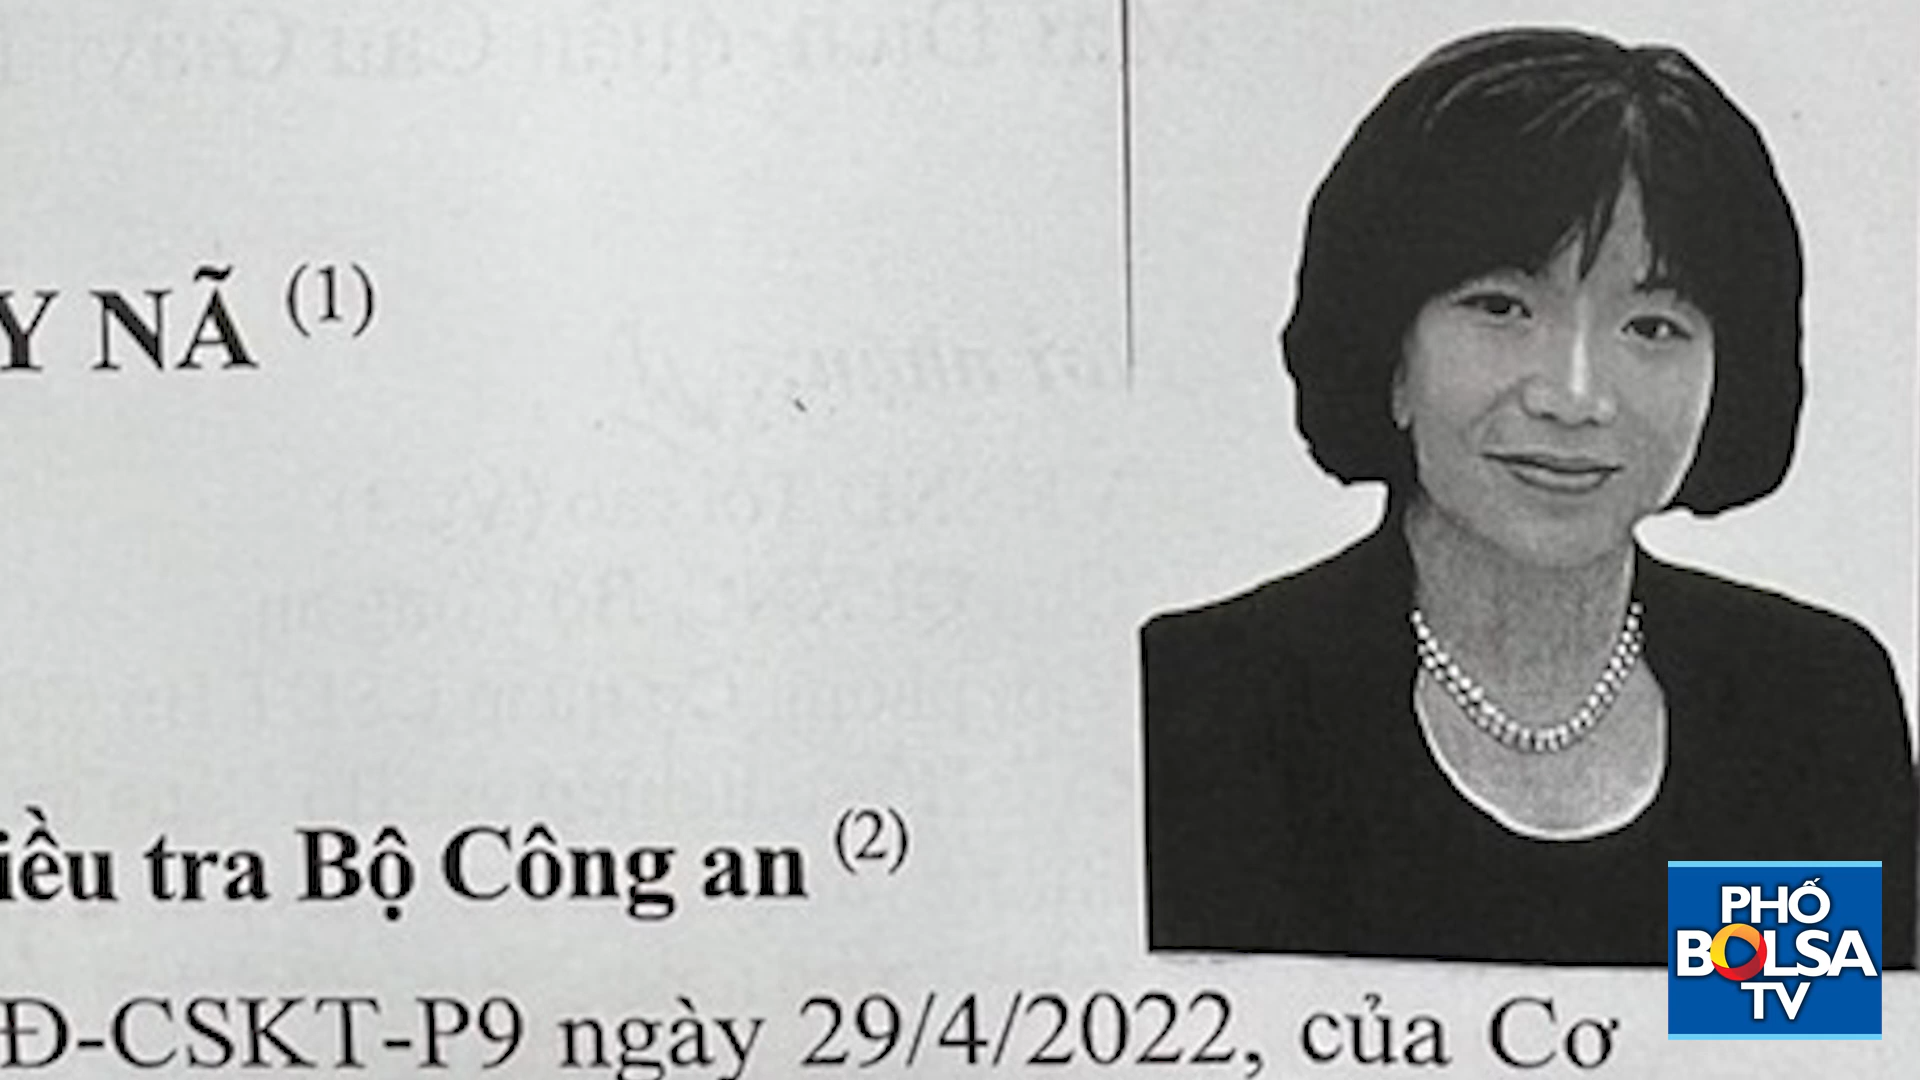 Y NÃ (1)
iều tra Bộ Công an (2)
Đ-CSKT-P9 ngày 29/4/2022, của Cơ
PHỐ
BOLSA
TV